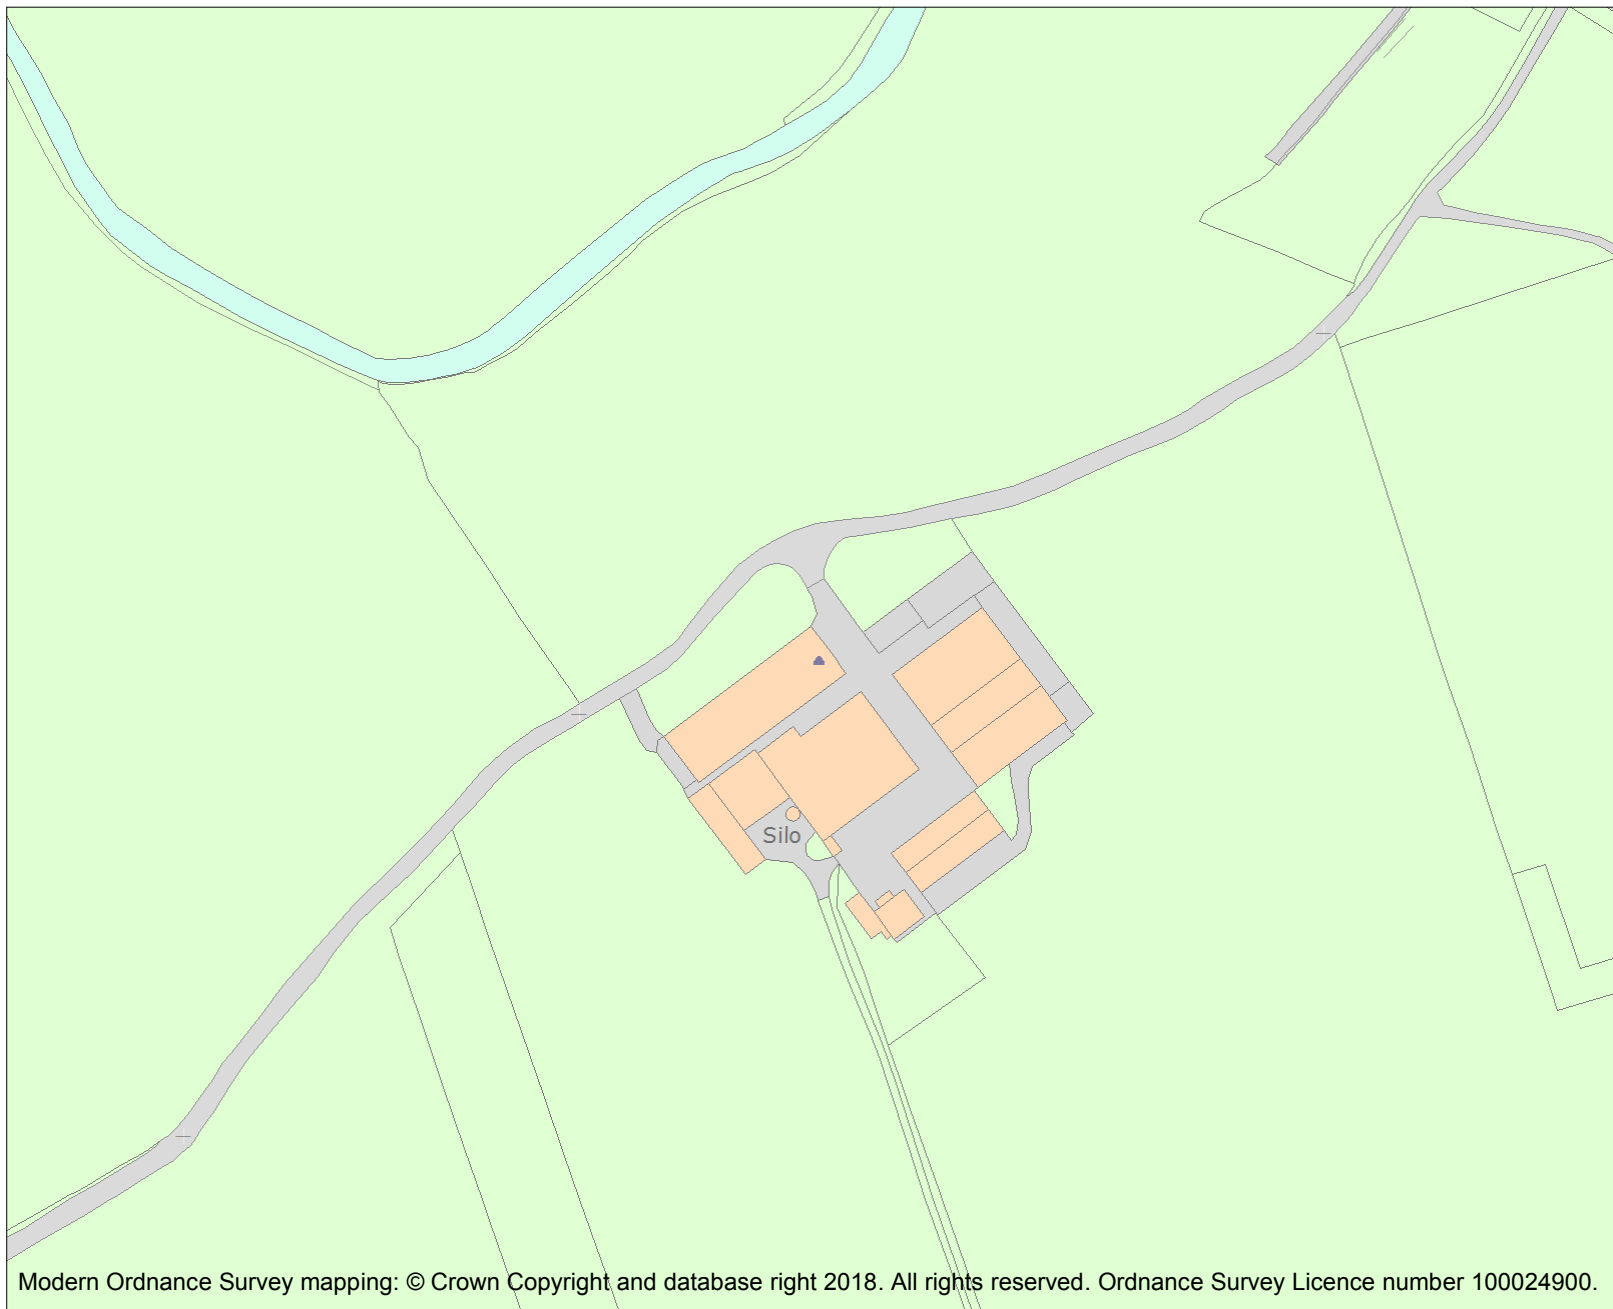 Silo
Modern Ordnance Survey mapping: © Crown Copyright and database right 2018. All rights reserved. Ordnance Survey Licence number 100024900.